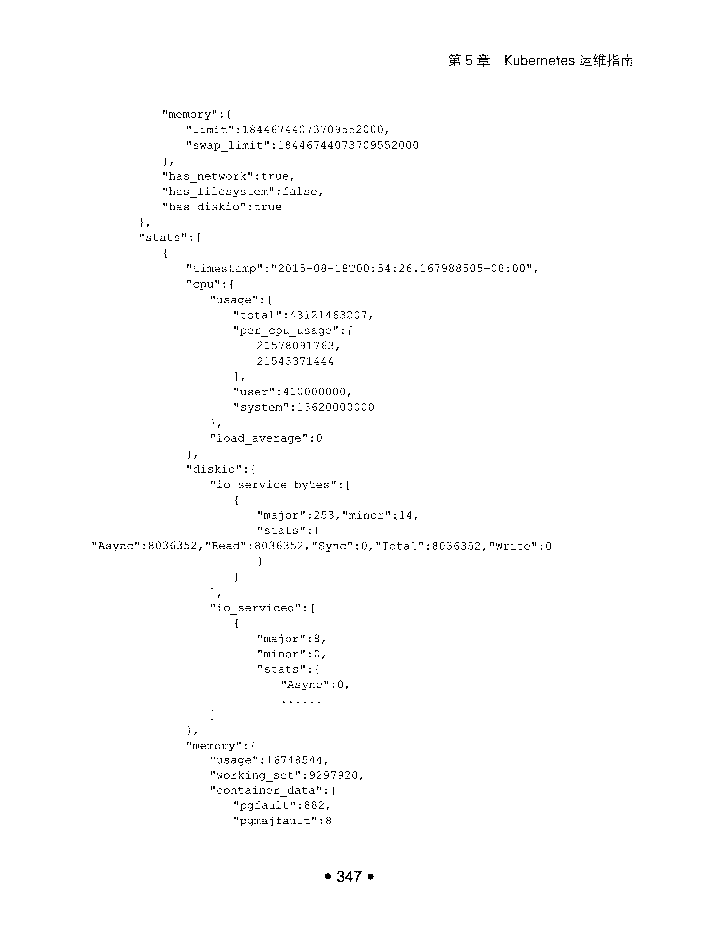 第 5 章 Kubernetes 运维指南
"memory":{
"limit":18446744073709552000,
"swap_limit":18446744073709552000
},
"has_network":true,
"has_filesystem":false,
"has_diskio":true
},
"stats":[
{
"timestamp":"2015-08-18T00:54:26.167988505-08:00",
"cpu":{
"usage":{
"total":43121463207,
"per_cpu_usage":[
21578091763,
21543371444
],
"user":410000000,
"system":13620000000
},
"load_average":0
},
"diskio":{
"io_service_bytes":[
{
"major":253,"minor":14,
"stats":{
"Async":8036352,"Read":8036352,"Sync":0,"Total":8036352,"Write":0
}
}
],
"io_serviced":[
{
"major":8,
"minor":0,
"stats":{
"Async":0,
......
]
},
"memory":{
"usage":18748544,
"working_set":9297920,
"container_data":{
"pgfault":882,
"pgmajfault":8
• 347 •